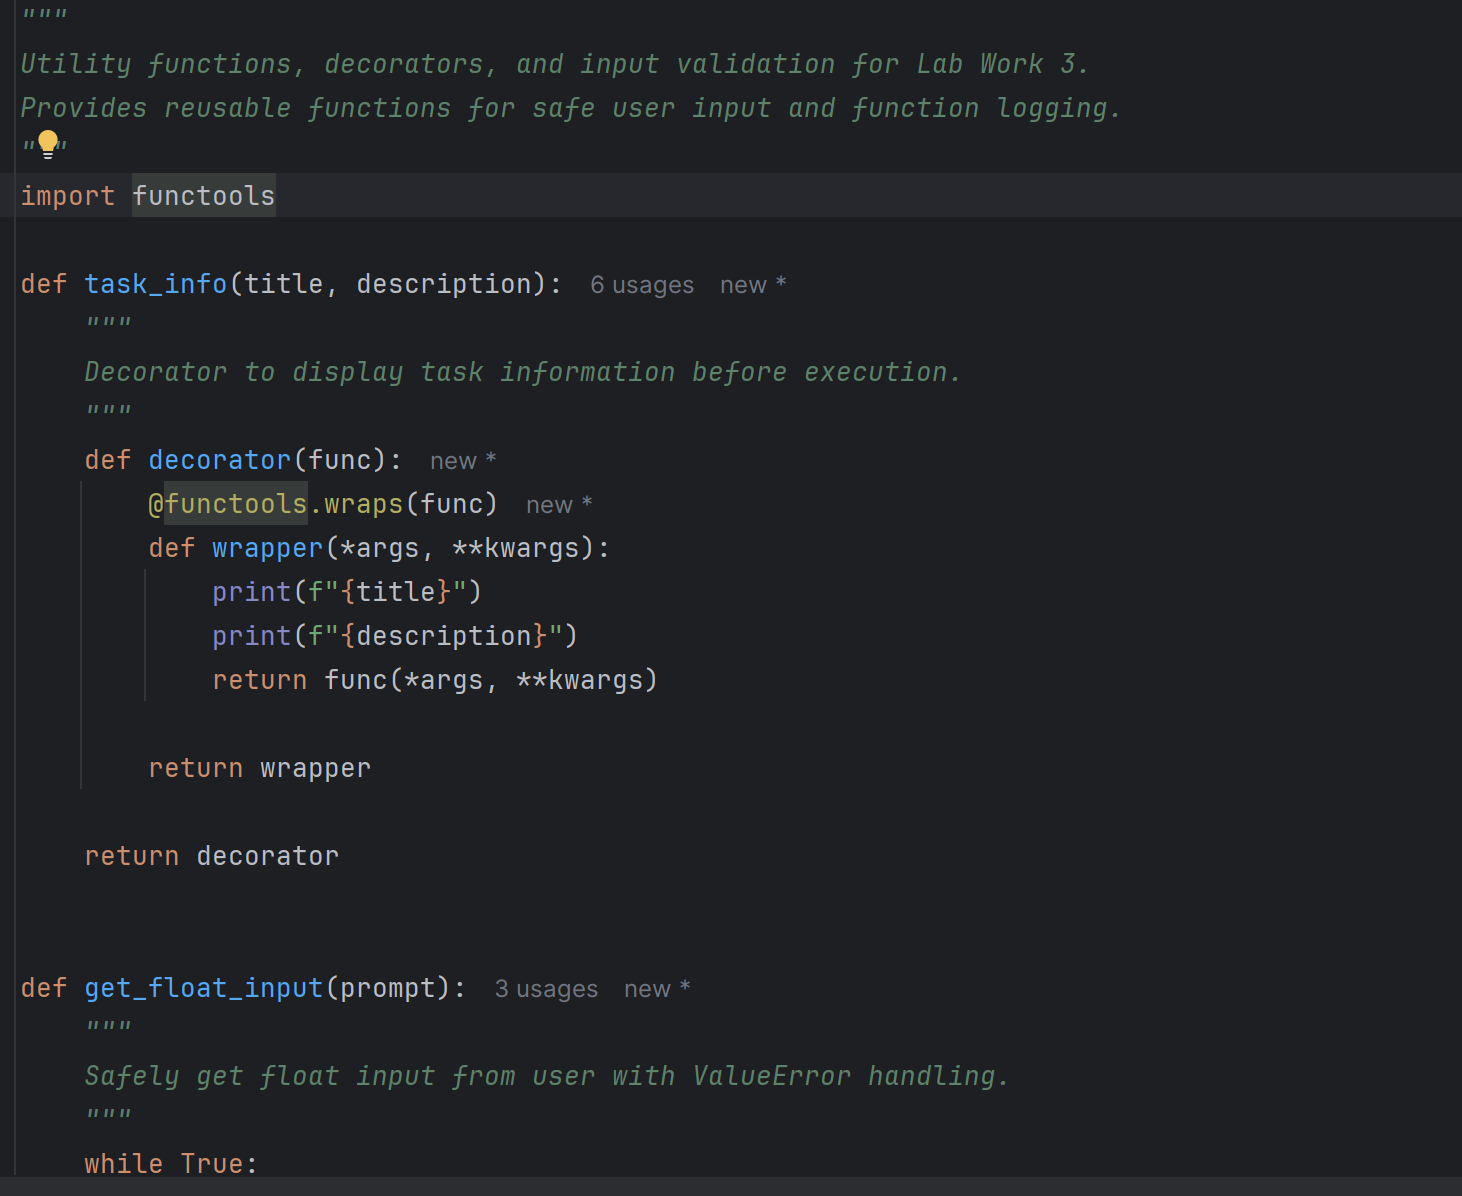 """
Utility functions, decorators, and input validation for Lab Work 3.
Provides reusable functions for safe user input and function logging.
"""
import functools
def task_info(title, description): 6 usages new *
"""
Decorator to display task information before execution.
"""
def decorator(func): new *
@functools.wraps(func) new *
def wrapper(*args, **kwargs):
print(f"{title}")
print(f"{description}")
return func(*args, **kwargs)
return wrapper
return decorator
def get_float_input(prompt): 3 usages new *
"""
Safely get float input from user with ValueError handling.
"""
while True: